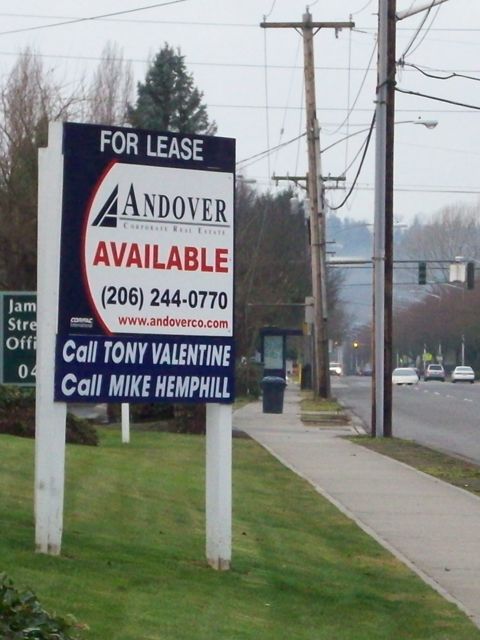 FOR LEASE
ANDOVER
CORPORATE REAL ESTATE
AVAILABLE
(206) 244-0770
www.andoverco.com
Call TONY VALENTINE
Call MIKE HEMPHILL
Jam
Stre
Offi
04